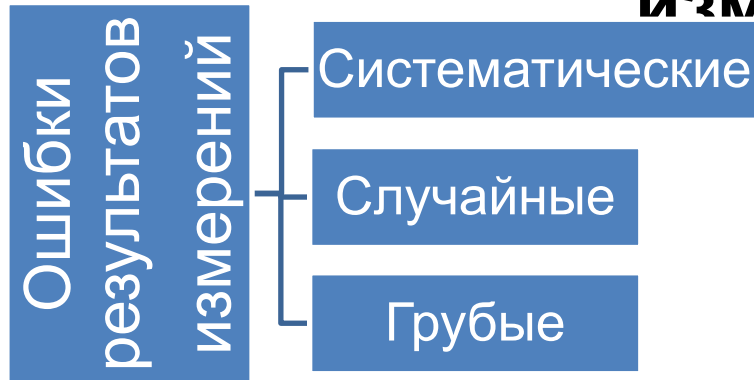 Ошибки
результатов
измерений
Систематические
Случайные
Грубые